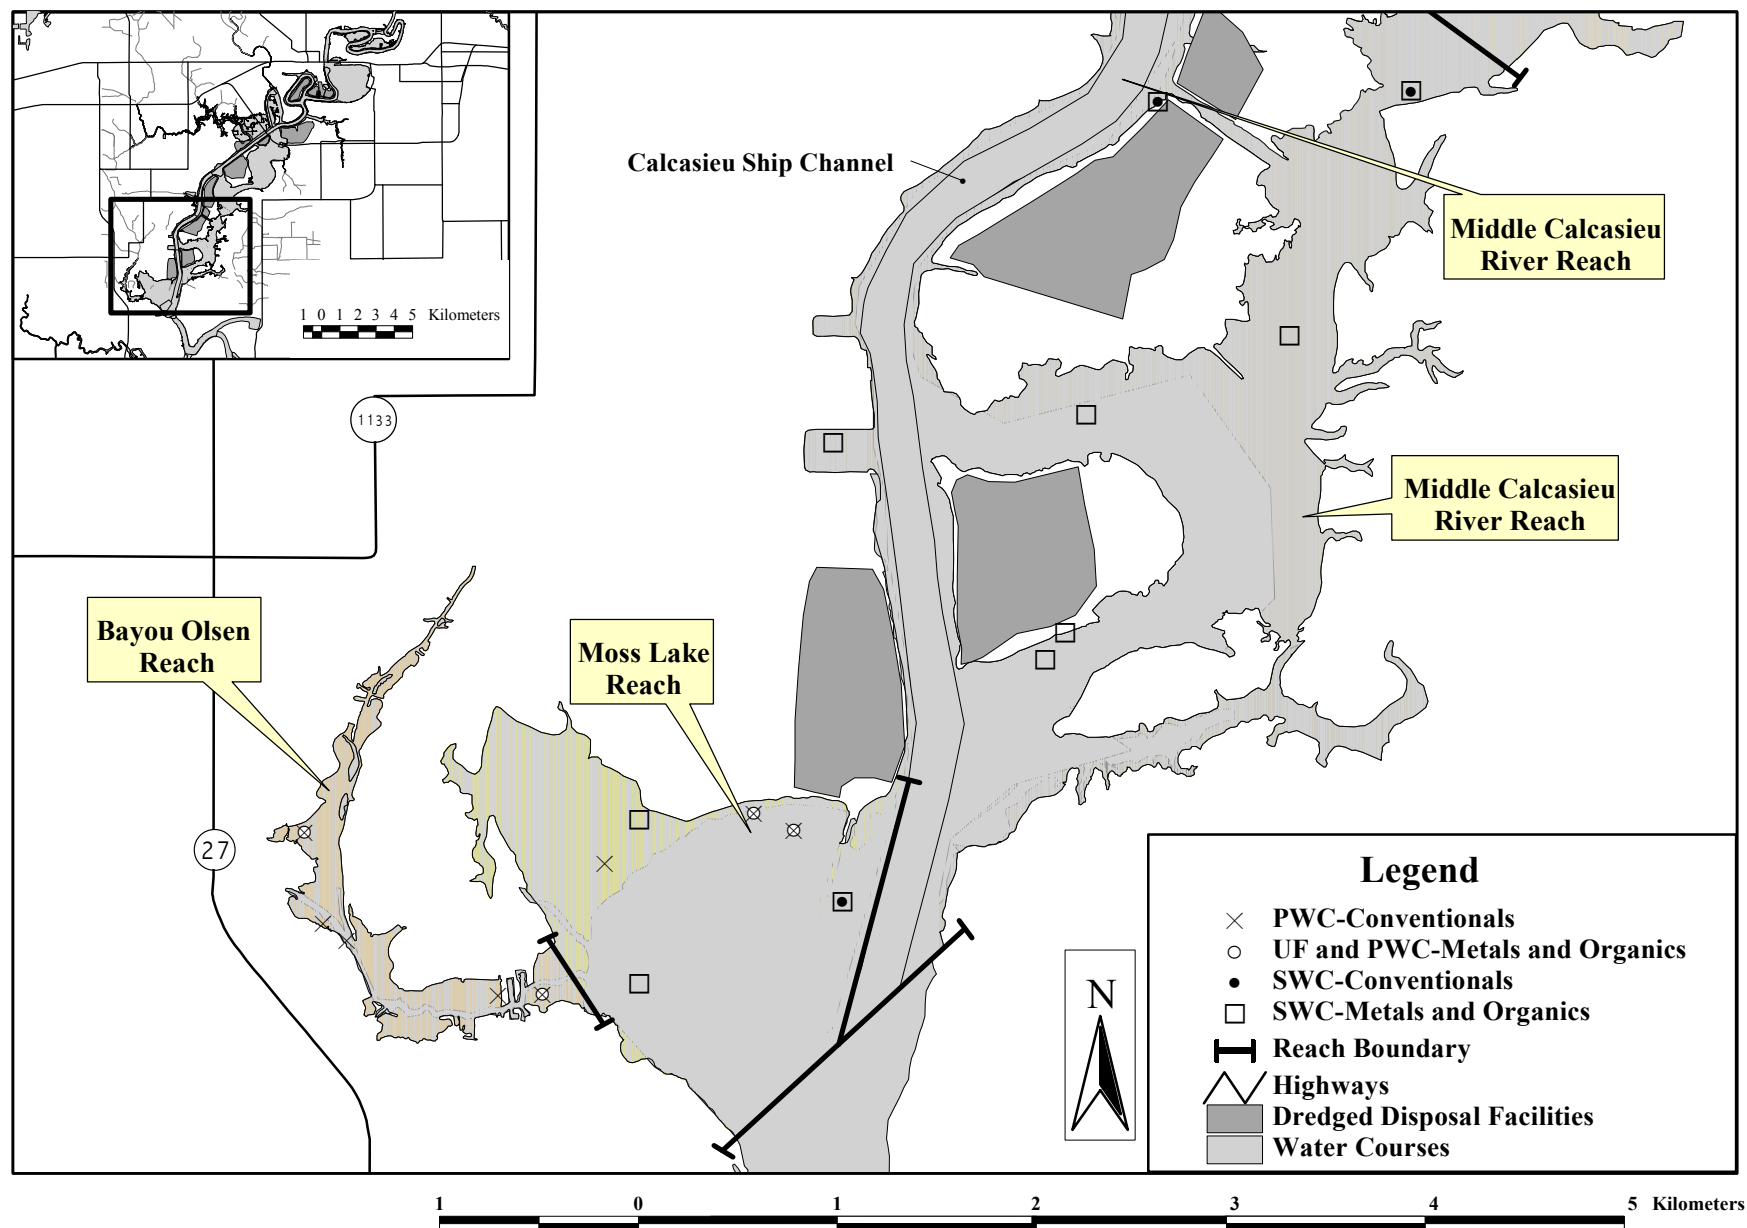 1 0 1 2 3 4 5 Kilometers
Calcasieu Ship Channel
Middle Calcasieu
River Reach
1133
Middle Calcasieu
River Reach
Bayou Olsen
Reach
Moss Lake
Reach
27
Legend
PWC-Conventionals
UF and PWC-Metals and Organics
SWC-Conventionals
SWC-Metals and Organics
Reach Boundary
Highways
Dredged Disposal Facilities
Water Courses
N
1 0 1 2 3 4 5 Kilometers